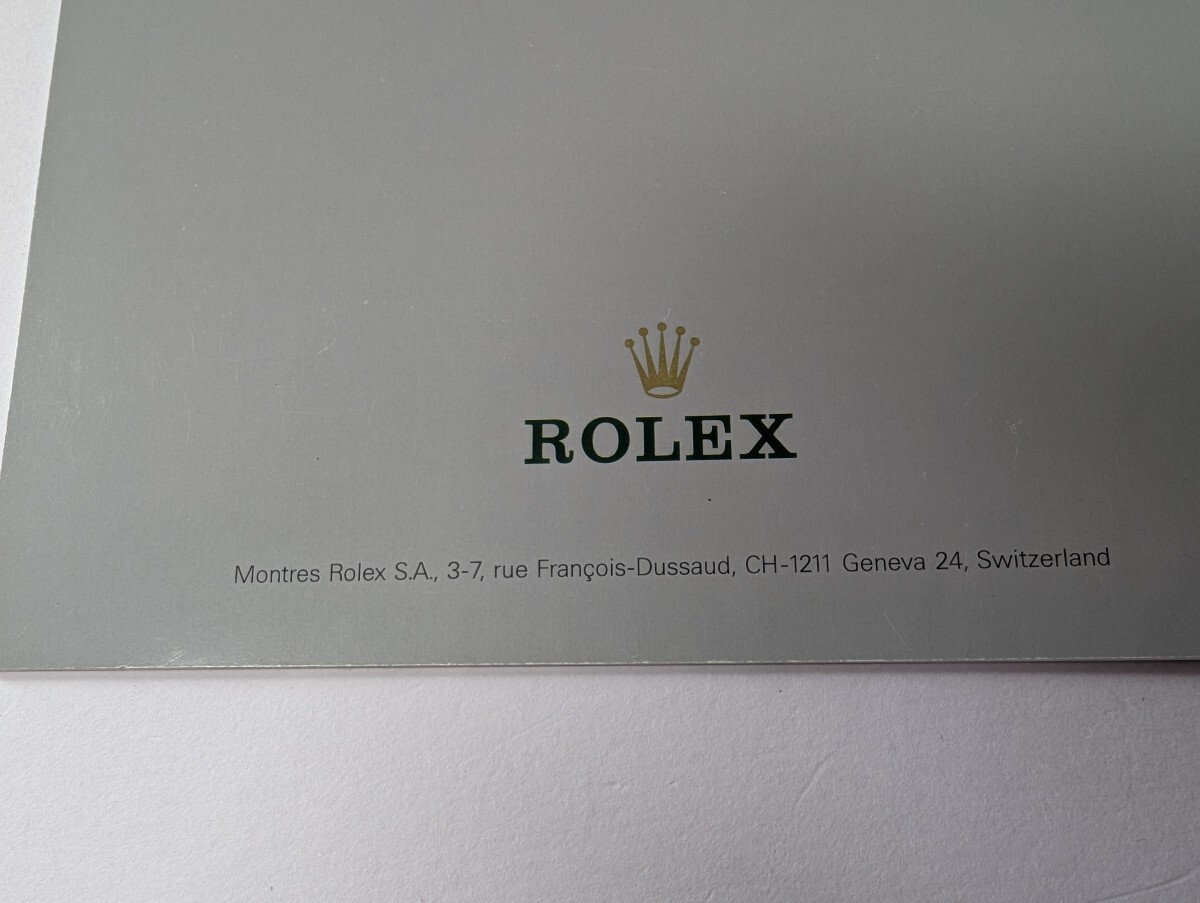 ROLEX
Montres Rolex S.A., 3-7, rue François-Dussaud, CH-1211 Geneva 24, Switzerland